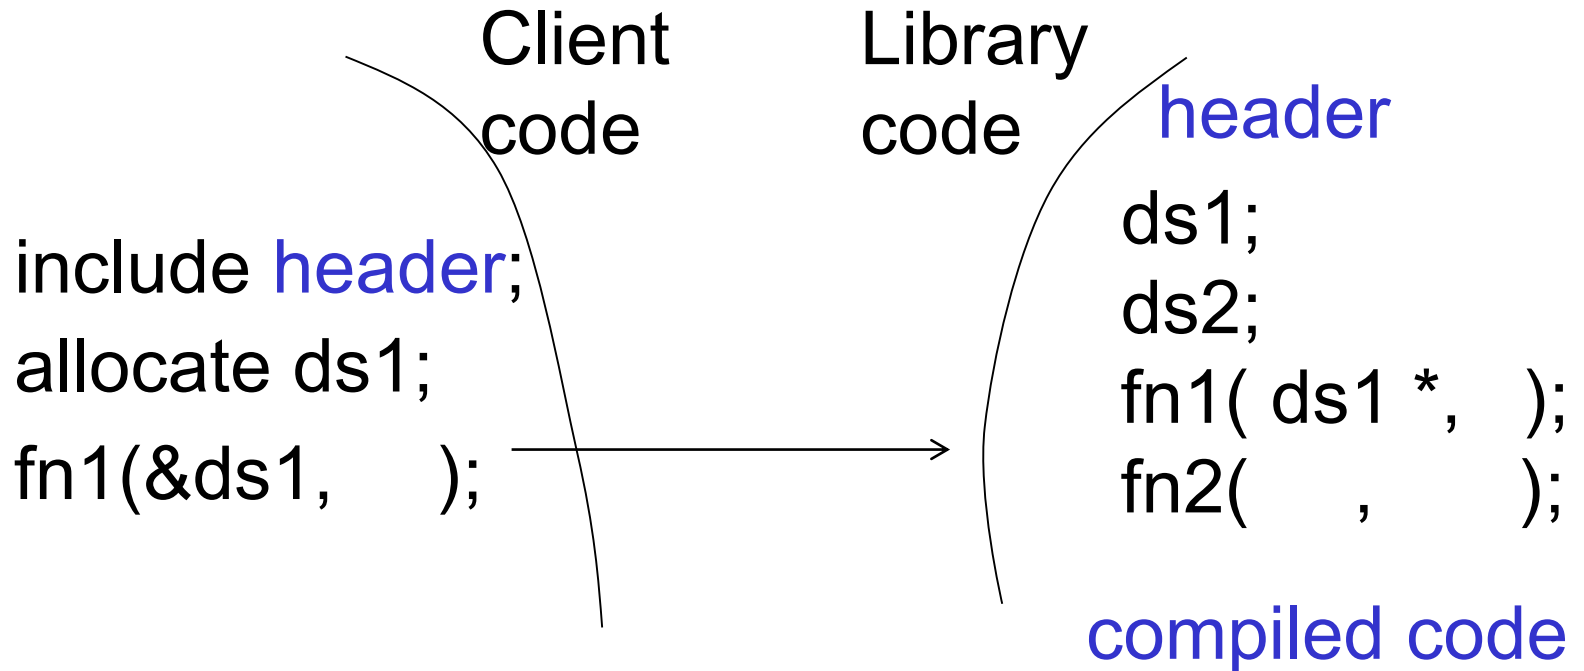 Client
code
Library
code
header
include header;
allocate ds1;
fn1(&ds1, );
ds1;
ds2;
fn1( ds1 *, );
fn2( , );
compiled code